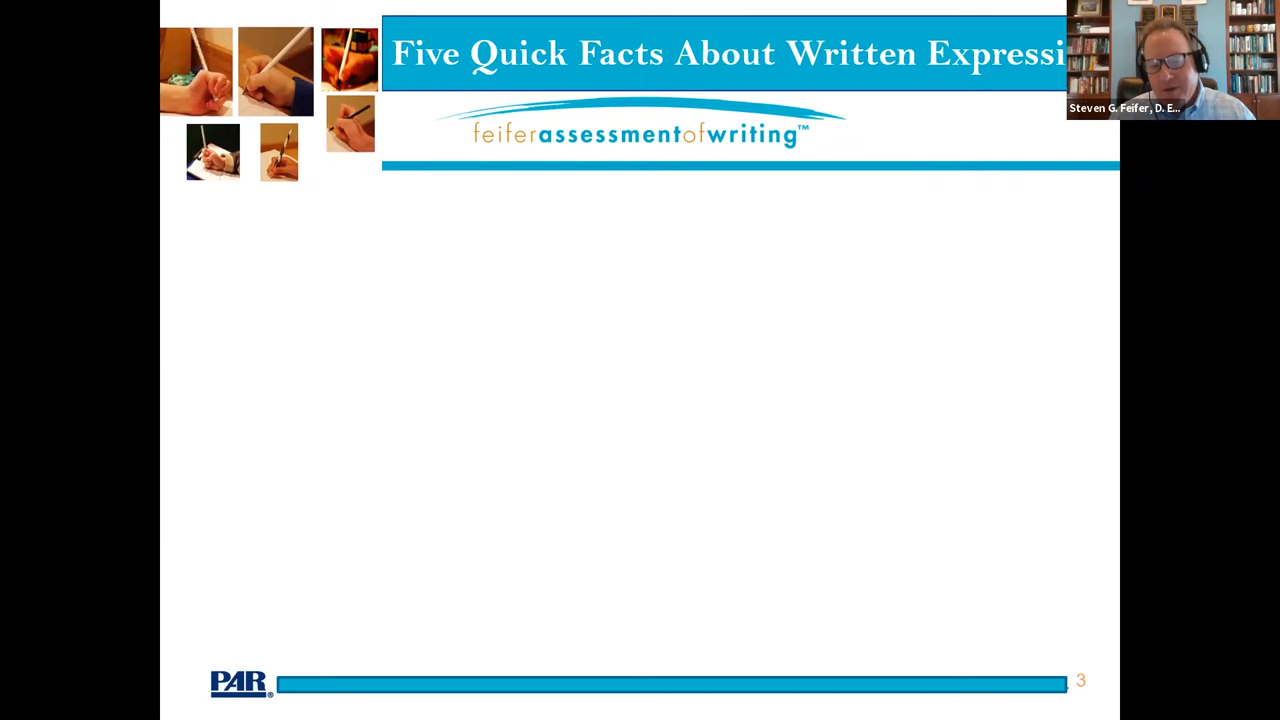 Five Quick Facts About Written Expressi
Steven G. Feifer, D. E...
feiferassessmentofwriting™
PAR®
3